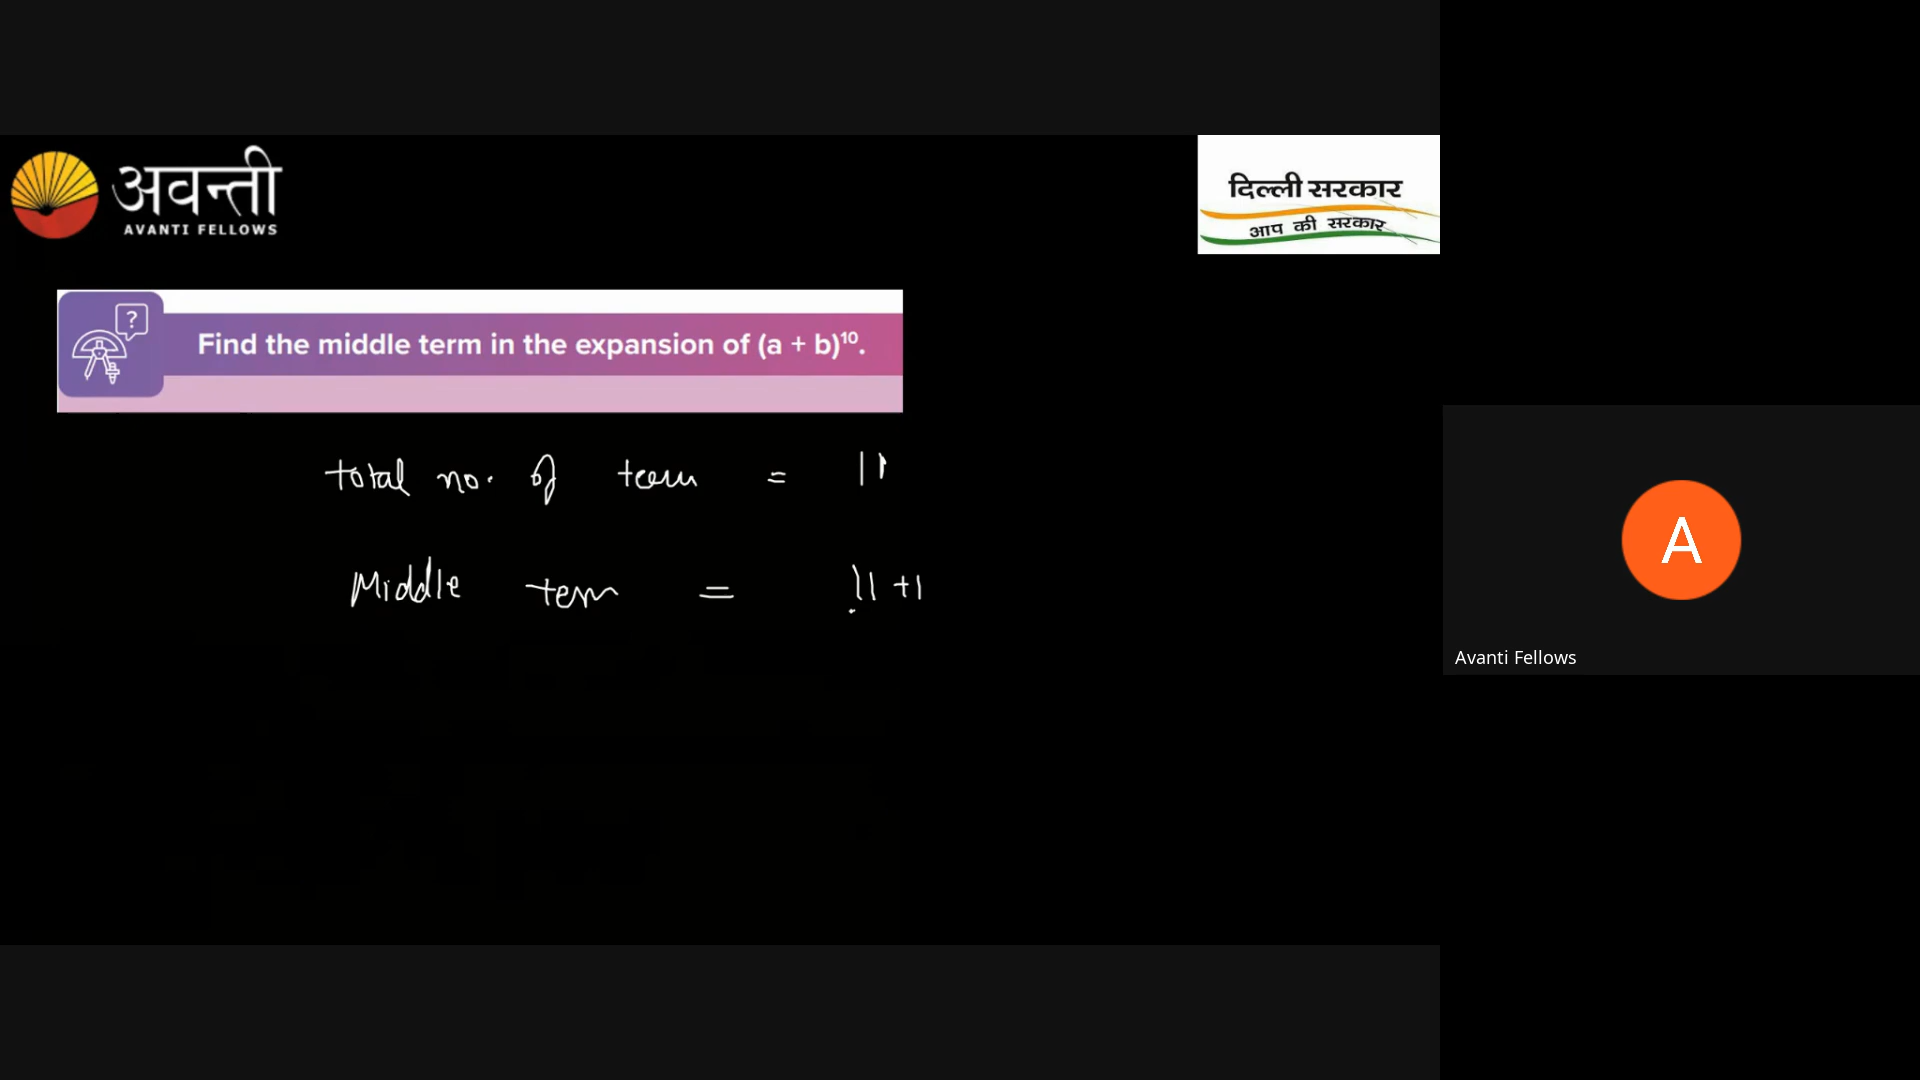 अवन्ती
AVANTI FELLOWS
दिल्ली सरकार
आप की सरकार
?
Find the middle term in the expansion of (a + b)¹⁰.
total no. of term = 11
Middle term = 11 +1
A
Avanti Fellows